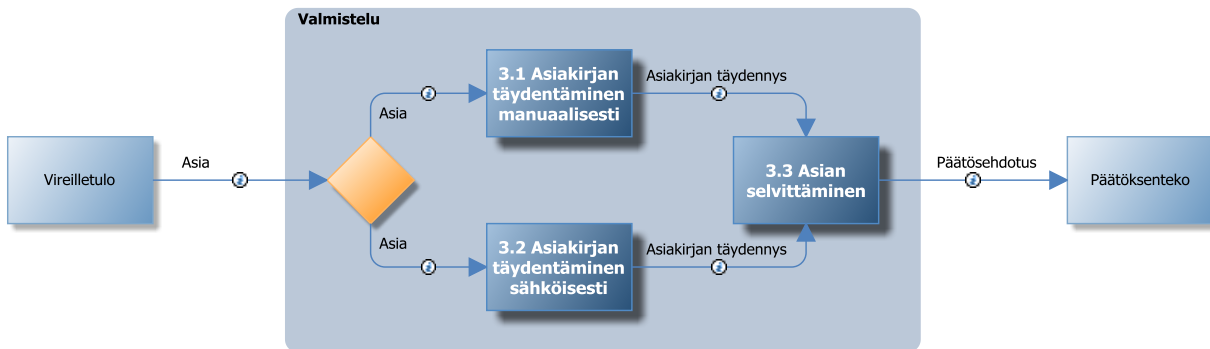 Valmistelu
Vireilletulo
Asia
Asia
3.1 Asiakirjan
täydentäminen
manuaalisesti
Asiakirjan täydennys
Asia
3.2 Asiakirjan
täydentäminen
sähköisesti
Asiakirjan täydennys
3.3 Asian
selvittäminen
Päätösehdotus
Päätöksenteko